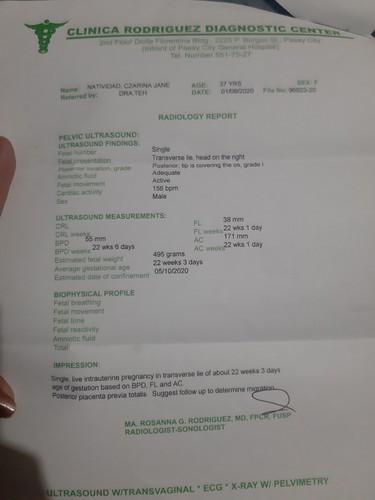 CLINICA RODRIGUEZ DIAGNOSTIC CENTER
2nd Floor Doña Florentina Bldg., 2925 P. Burgos St., Pasay City
(Infront of Pasay City General Hospital)
Tel. Number 551-75-27
Name: NATIVIDAD, CZARINA JANE AGE: 37 YRS SEX: F
Referred by: DRA.TEH DATE: 01/08/2020 File No: 96823-20
RADIOLOGY REPORT
PELVIC ULTRASOUND:
ULTRASOUND FINDINGS:
Fetal number Single
Fetal presentation Transverse lie, head on the right
Placental location, grade Posterior, tip is covering the os, grade I
Amniotic fluid Adequate
Fetal movement Active
Cardiac activity 156 bpm
Sex Male
ULTRASOUND MEASUREMENTS:
CRL FL 38 mm
CRL weeks FL weeks 22 wks 1 day
BPD 55 mm AC 171 mm
BPD weeks 22 wks 6 days AC weeks 22 wks 1 day
Estimated fetal weight 495 grams
Average gestational age 22 weeks 3 days
Estimated date of confinement 05/10/2020
BIOPHYSICAL PROFILE
Fetal breathing
Fetal movement
Fetal tone
Fetal reactivity
Amniotic fluid
Total
IMPRESSION:
Single, live intrauterine pregnancy in transverse lie of about 22 weeks 3 days
age of gestation based on BPD, FL and AC.
Posterior placenta previa totalis. Suggest follow up to determine migration.
MA. ROSANNA G. RODRIGUEZ, MD, FPCR, FUSP
RADIOLOGIST-SONOLOGIST
ULTRASOUND W/TRANSVAGINAL * ECG * X-RAY W/ PELVIMETRY